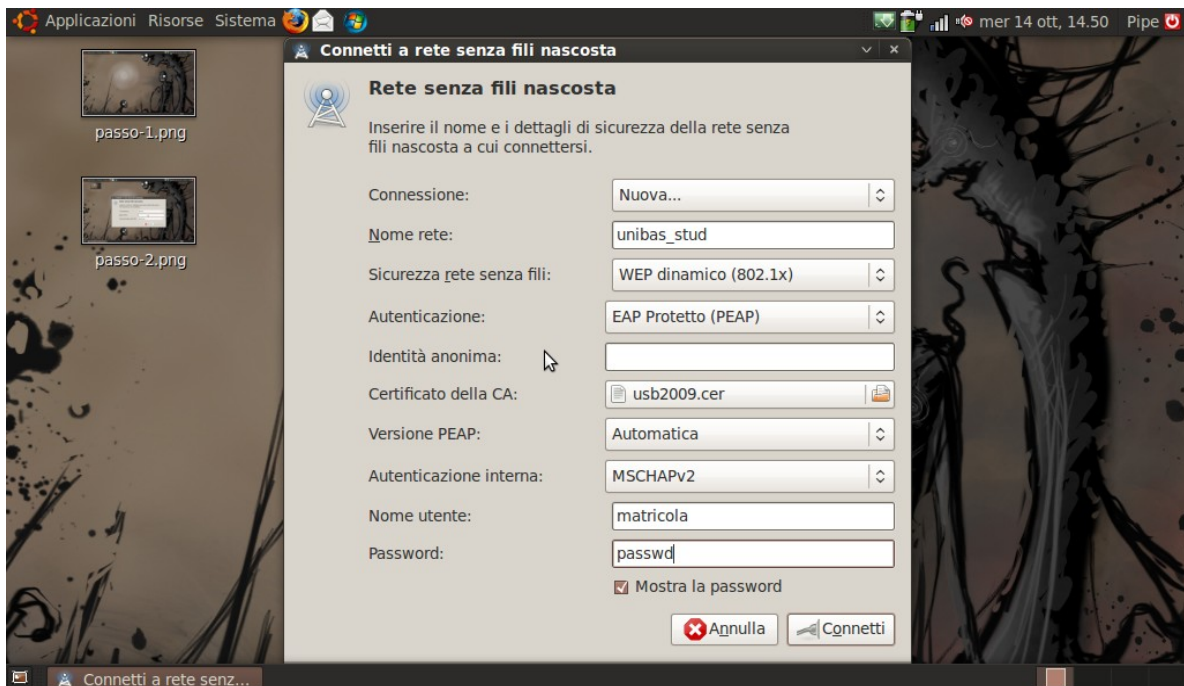 Applicazioni Risorse Sistema mer 14 ott, 14.50 Pipe
passo-1.png
passo-2.png
Connetti a rete senza fili nascosta
Rete senza fili nascosta
Inserire il nome e i dettagli di sicurezza della rete senza
fili nascosta a cui connettersi.
Connessione: Nuova...
Nome rete: unibas_stud
Sicurezza rete senza fili: WEP dinamico (802.1x)
Autenticazione: EAP Protetto (PEAP)
Identità anonima:
Certificato della CA: usb2009.cer
Versione PEAP: Automatica
Autenticazione interna: MSCHAPv2
Nome utente: matricola
Password: passwd
Mostra la password
Annulla Connetti
Connetti a rete senz...